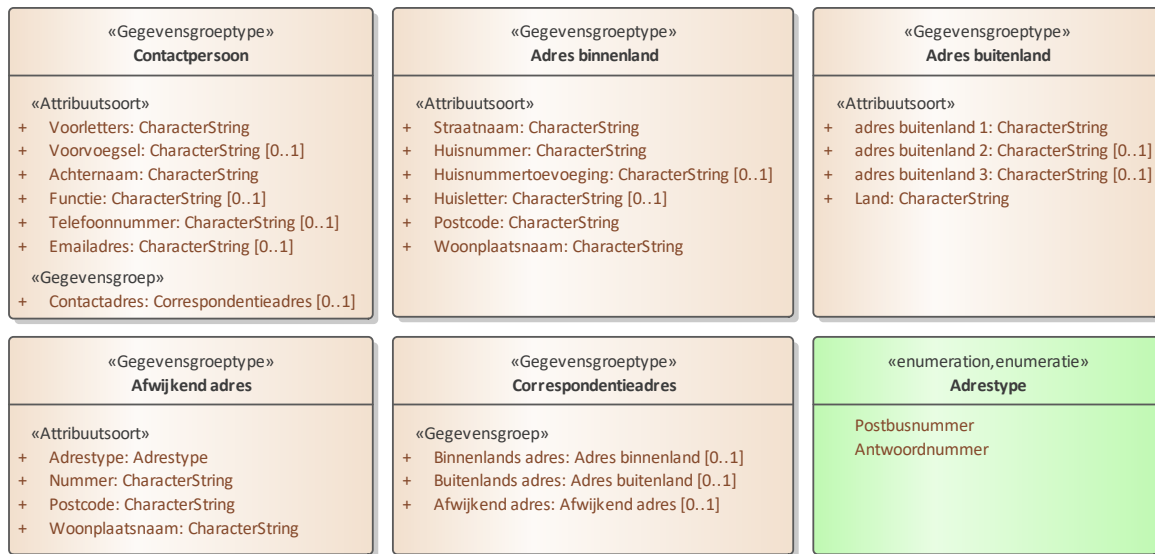 «Gegevensgroeptype»
Contactpersoon
«Attribuutsoort»
+ Voorletters: CharacterString
+ Voorvoegsel: CharacterString [0..1]
+ Achternaam: CharacterString
+ Functie: CharacterString [0..1]
+ Telefoonnummer: CharacterString [0..1]
+ Emailadres: CharacterString [0..1]
«Gegevensgroep»
+ Contactadres: Correspondentieadres [0..1]
«Gegevensgroeptype»
Adres binnenland
«Attribuutsoort»
+ Straatnaam: CharacterString
+ Huisnummer: CharacterString
+ Huisnummertoevoeging: CharacterString [0..1]
+ Huisletter: CharacterString [0..1]
+ Postcode: CharacterString
+ Woonplaatsnaam: CharacterString
«Gegevensgroeptype»
Adres buitenland
«Attribuutsoort»
+ adres buitenland 1: CharacterString
+ adres buitenland 2: CharacterString [0..1]
+ adres buitenland 3: CharacterString [0..1]
+ Land: CharacterString
«Gegevensgroeptype»
Afwijkend adres
«Attribuutsoort»
+ Adrestype: Adrestype
+ Nummer: CharacterString
+ Postcode: CharacterString
+ Woonplaatsnaam: CharacterString
«Gegevensgroeptype»
Correspondentieadres
«Gegevensgroep»
+ Binnenlands adres: Adres binnenland [0..1]
+ Buitenlands adres: Adres buitenland [0..1]
+ Afwijkend adres: Afwijkend adres [0..1]
«enumeration,enumeratie»
Adrestype
Postbusnummer
Antwoordnummer